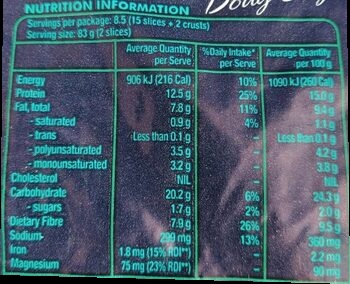 NUTRITION INFORMATION
Servings per package: 8.5 (15 slices + 2 crusts)
Serving size: 83 g (2 slices)
Average Quantity per Serve %Daily Intake* per Serve Average Quantity per 100 g
Energy 906 kJ (216 Cal) 10% 1090 kJ (260 Cal)
Protein 12.5 g 25% 15.0 g
Fat, total 7.8 g 11% 9.4 g
- saturated 0.9 g 4% 1.1 g
- trans Less than 0.1 g – Less than 0.1 g
- polyunsaturated 3.5 g – 4.2 g
- monounsaturated 3.2 g – 3.8 g
Cholesterol NIL – NIL
Carbohydrate 20.2 g 6% 24.3 g
- sugars 1.7 g 2% 2.0 g
Dietary Fibre 7.9 g 26% 9.5 g
Sodium 299 mg 13% 360 mg
Iron 1.8 mg (15% RDI**) – 2.2 mg
Magnesium 75 mg (23% RDI**) – 90 mg